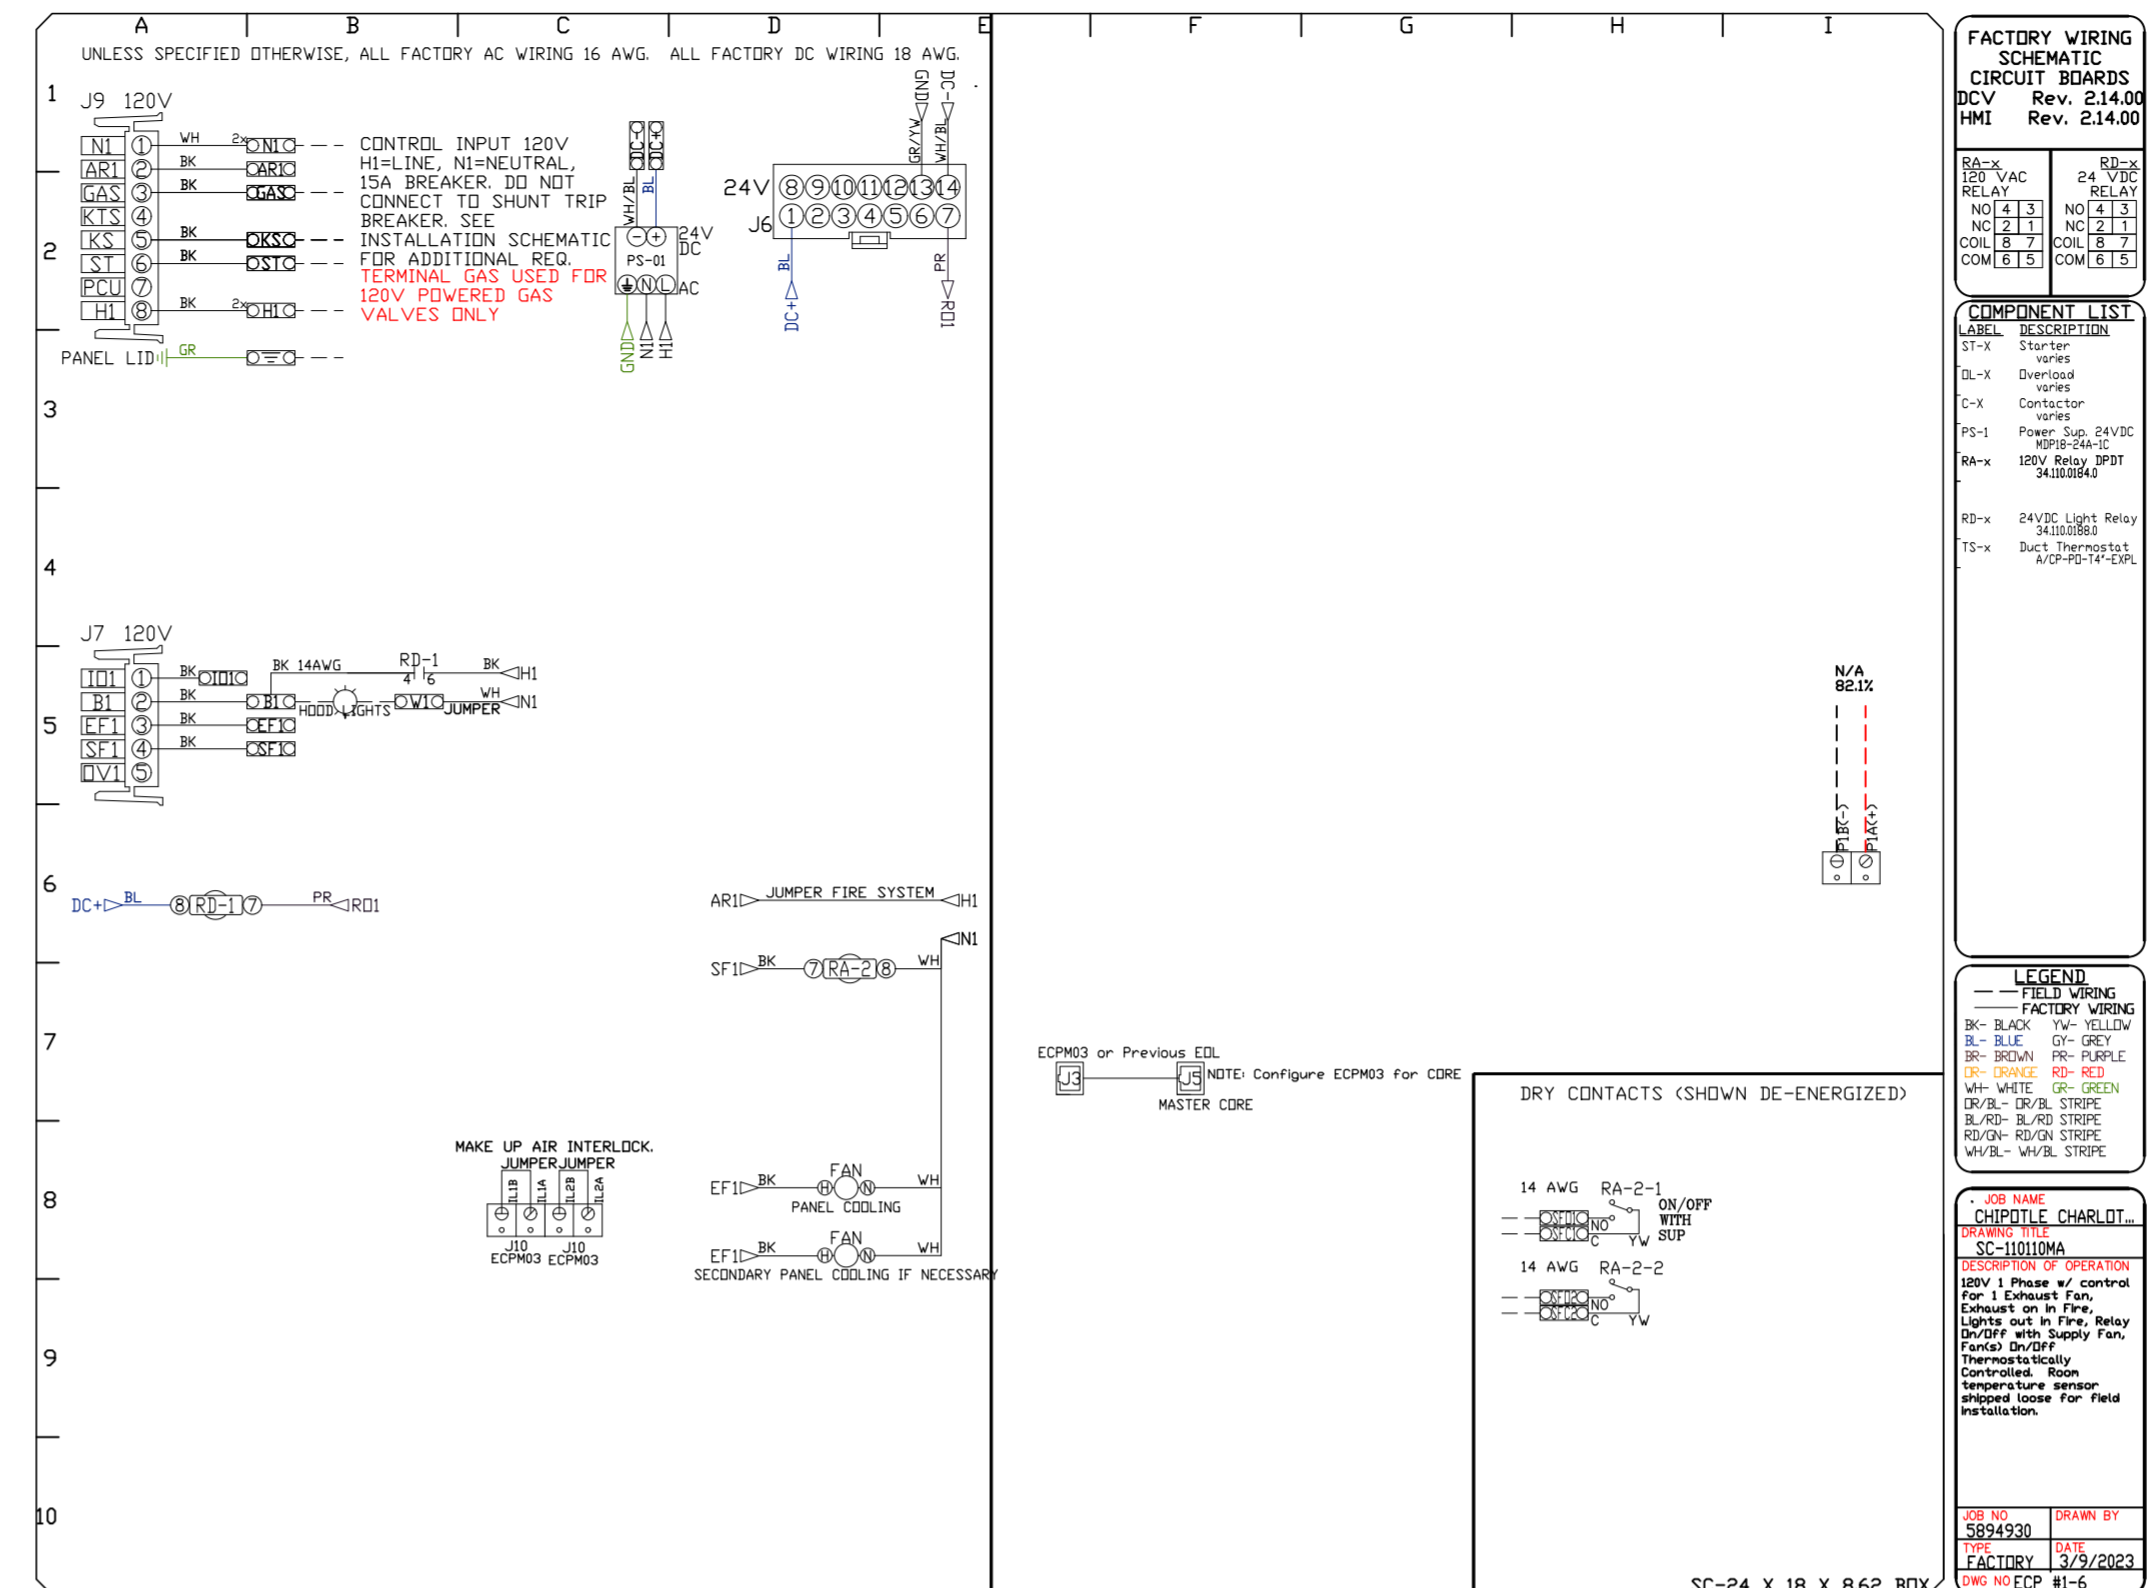 A B C D E F G H I
UNLESS SPECIFIED OTHERWISE, ALL FACTORY AC WIRING 16 AWG. ALL FACTORY DC WIRING 18 AWG.
1
2
3
4
5
6
7
8
9
10
J9 120V
N1 1 WH 2x N1
AR1 2 BK AR1
GAS 3 BK GAS
KTS 4
KS 5 BK KS
ST 6 BK ST
PCU 7
H1 8 BK 2x H1
PANEL LID GR
CONTROL INPUT 120V
H1=LINE, N1=NEUTRAL,
15A BREAKER. DO NOT
CONNECT TO SHUNT TRIP
BREAKER. SEE
INSTALLATION SCHEMATIC
FOR ADDITIONAL REQ.
TERMINAL GAS USED FOR
120V POWERED GAS
VALVES ONLY
DC- DC+
WH/BL BL
- + 24V
DC
PS-01
N L AC
GND N1 H1
GND DC-
GR/YW WH/BL
24V 8 9 10 11 12 13 14
J6 1 2 3 4 5 6 7
BL PR
DC+ RO1
J7 120V
IO1 1 BK IO1
B1 2 BK B1
EF1 3 BK EF1
SF1 4 BK SF1
OV1 5
BK 14AWG RD-1 BK H1
4 6
HOOD LIGHTS W1 JUMPER WH N1
DC+ BL 8 RD-1 7 PR RO1
AR1 JUMPER FIRE SYSTEM H1
N1
SF1 BK 7 RA-2 8 WH
EF1 BK H FAN N WH
PANEL COOLING
EF1 BK H FAN N WH
SECONDARY PANEL COOLING IF NECESSARY
MAKE UP AIR INTERLOCK.
JUMPER JUMPER
IL1B IL1A IL2B IL2A
J10 J10
ECPM03 ECPM03
N/A
82.1%
P1B(-) P1A(+)
ECPM03 or Previous EOL
J3 J5 NOTE: Configure ECPM03 for CORE
MASTER CORE
DRY CONTACTS (SHOWN DE-ENERGIZED)
14 AWG RA-2-1
SFO1 NO
SFC1 C YW
ON/OFF
WITH
SUP
14 AWG RA-2-2
SFO2 NO
SFC2 C YW
SC-24 X 18 X 8.62 BOX
FACTORY WIRING
SCHEMATIC
CIRCUIT BOARDS
DCV Rev. 2.14.00
HMI Rev. 2.14.00
RA-x
120 VAC
RELAY
NO 4 3
NC 2 1
COIL 8 7
COM 6 5
RD-x
24 VDC
RELAY
NO 4 3
NC 2 1
COIL 8 7
COM 6 5
COMPONENT LIST
LABEL DESCRIPTION
ST-X Starter
varies
OL-X Overload
varies
C-X Contactor
varies
PS-1 Power Sup. 24VDC
MDP18-24A-1C
RA-x 120V Relay DPDT
34.110.0184.0
RD-x 24VDC Light Relay
34.110.0188.0
TS-x Duct Thermostat
A/CP-PO-T4"-EXPL
LEGEND
FIELD WIRING
FACTORY WIRING
BK- BLACK YW- YELLOW
BL- BLUE GY- GREY
BR- BROWN PR- PURPLE
OR- ORANGE RD- RED
WH- WHITE GR- GREEN
OR/BL- OR/BL STRIPE
BL/RD- BL/RD STRIPE
RD/GN- RD/GN STRIPE
WH/BL- WH/BL STRIPE
JOB NAME
CHIPOTLE CHARLOT...
DRAWING TITLE
SC-110110MA
DESCRIPTION OF OPERATION
120V 1 Phase w/ control
for 1 Exhaust Fan,
Exhaust on in Fire,
Lights out in Fire, Relay
On/Off with Supply Fan,
Fan(s) On/Off
Thermostatically
Controlled. Room
temperature sensor
shipped loose for field
installation.
JOB NO DRAWN BY
5894930
TYPE DATE
FACTORY 3/9/2023
DWG NO ECP #1-6